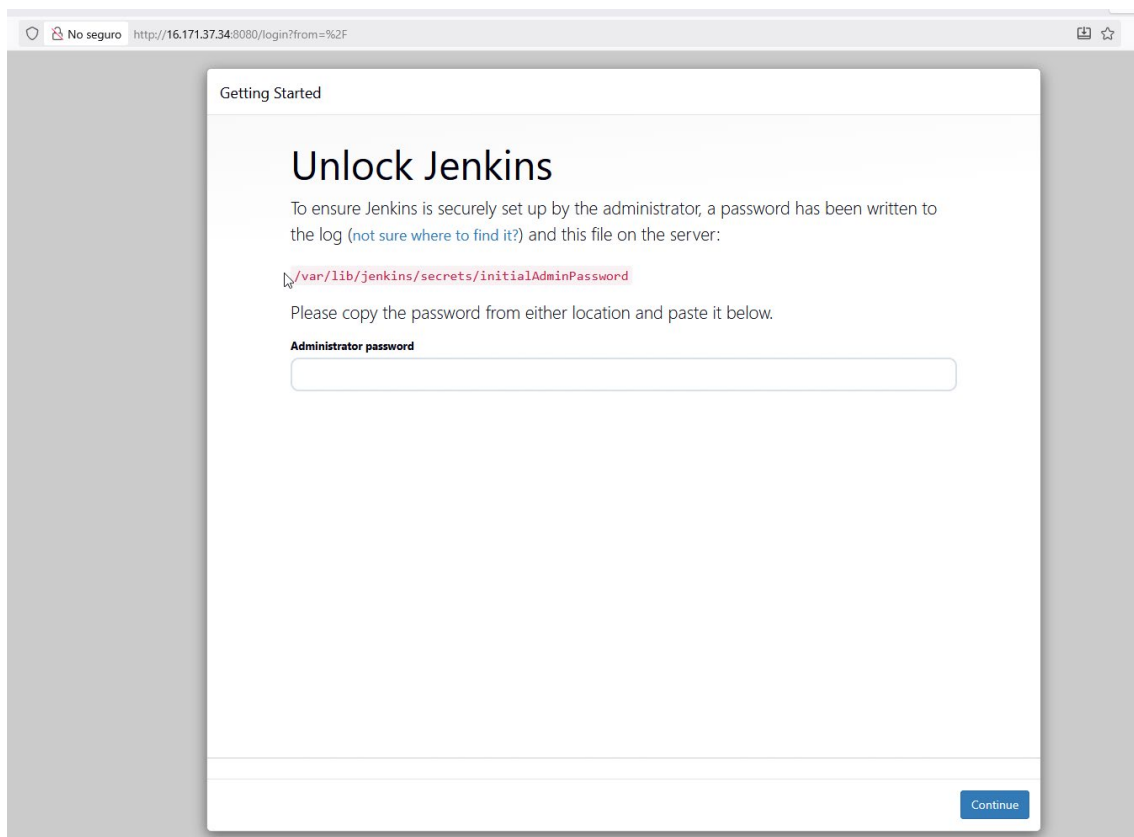 No seguro http://16.171.37.34:8080/login?from=%2F
Getting Started
Unlock Jenkins
To ensure Jenkins is securely set up by the administrator, a password has been written to
the log (not sure where to find it?) and this file on the server:
/var/lib/jenkins/secrets/initialAdminPassword
Please copy the password from either location and paste it below.
Administrator password
Continue